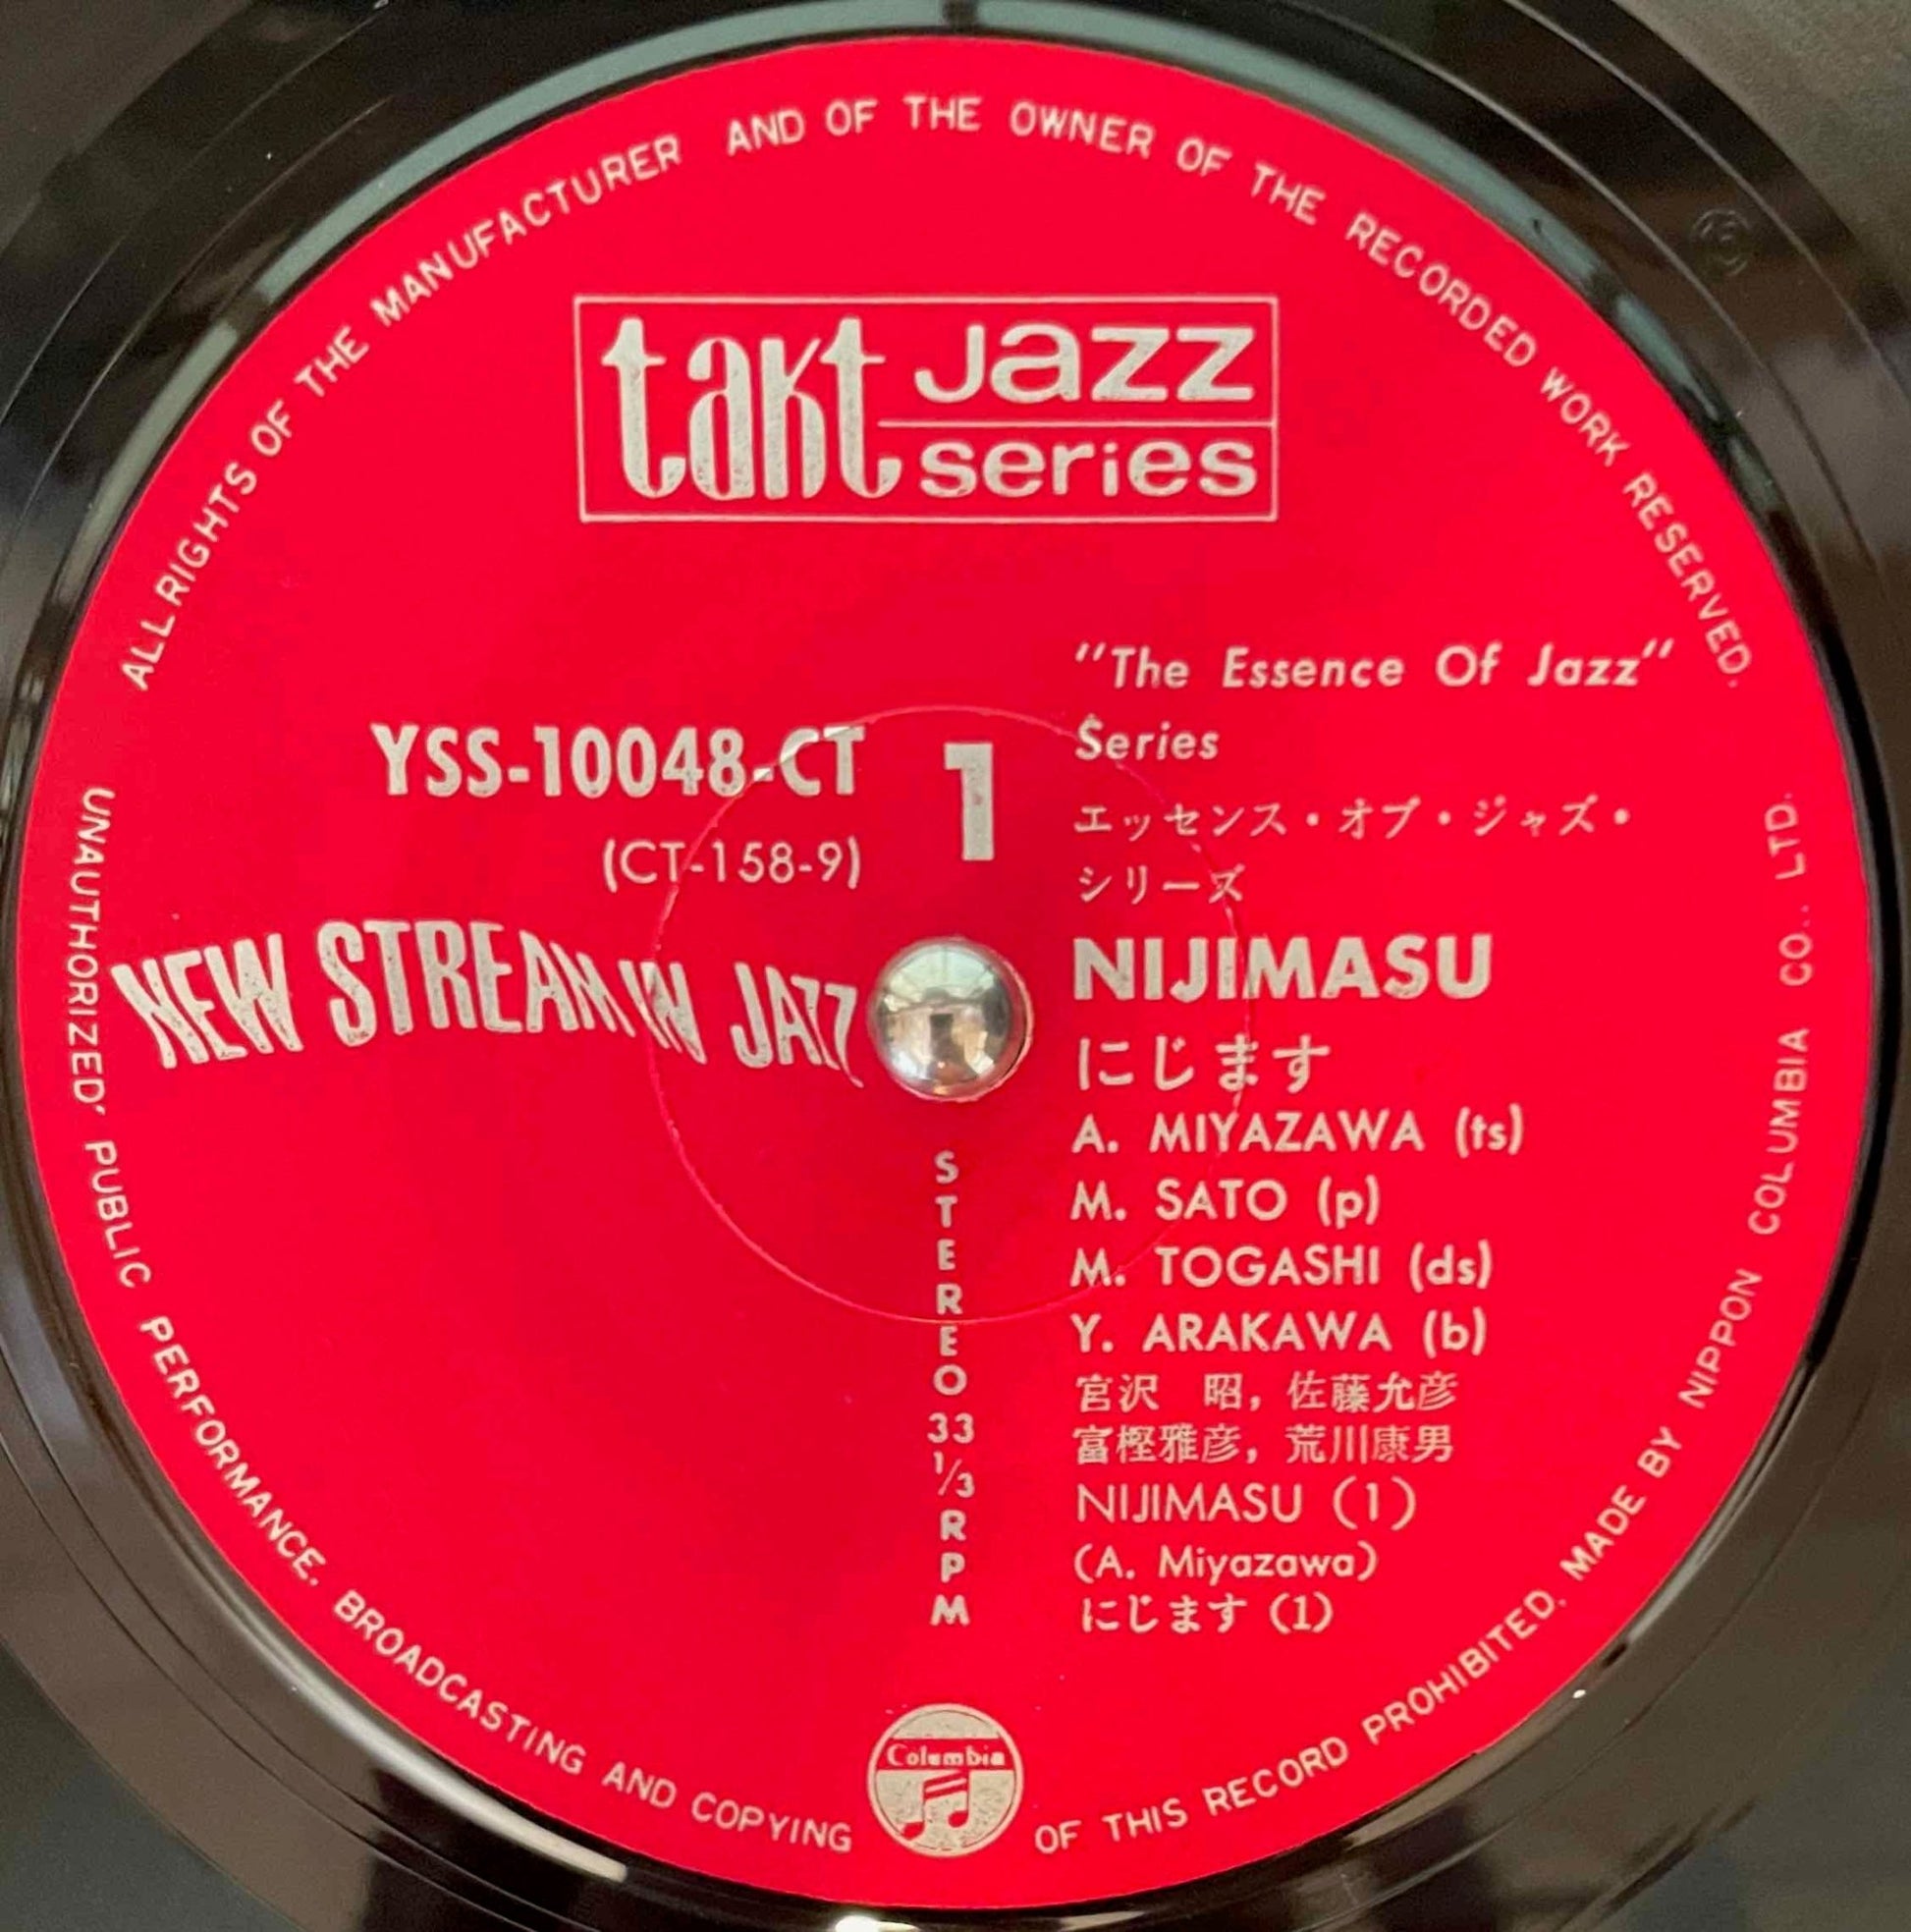 ALL RIGHTS OF THE MANUFACTURER AND OF THE OWNER OF THE RECORDED WORK RESERVED.
takt jazz
series
YSS-10048-CT
(CT-158-9)
NEW STREAM IN JAZZ
1
"The Essence Of Jazz"
Series
エッセンス・オブ・ジャズ・
シリーズ
NIJIMASU
にじます
A. MIYAZAWA (ts)
M. SATO (p)
M. TOGASHI (ds)
Y. ARAKAWA (b)
宮沢　昭, 佐藤允彦
富樫雅彦, 荒川康男
NIJIMASU (1)
(A. Miyazawa)
にじます (1)
STEREO 33 1/3 RPM
Columbia
UNAUTHORIZED, PUBLIC PERFORMANCE. BROADCASTING AND COPYING OF THIS RECORD PROHIBITED. MADE BY NIPPON COLUMBIA CO., LTD.